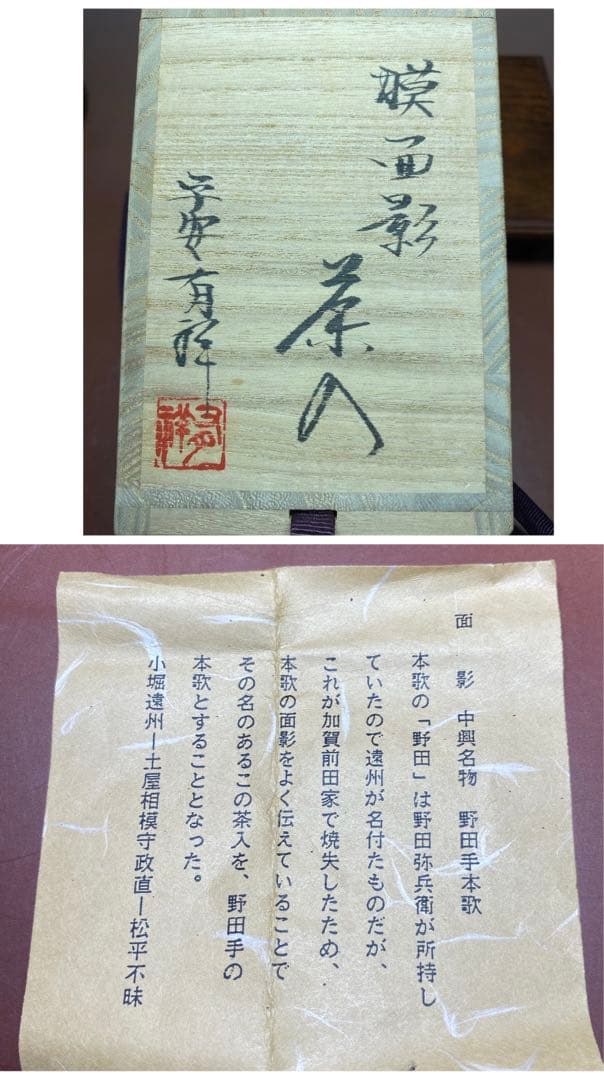 膜面影
茶入
平安 有祥
面影 中興名物 野田手本歌
本歌の「野田」は野田弥兵衛が所持し
ていたので遠州が名付たものだが、
これが加賀前田家で焼失したため、
本歌の面影をよく伝えていることで
その名のあるこの茶入を、野田手の
本歌とすることとなった。
小堀遠州ー土屋相模守政直ー松平不昧